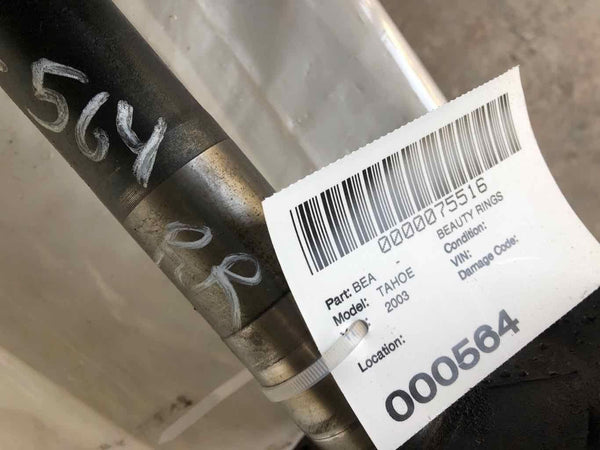 564
RR
0000075516
Part: BEA - BEAUTY RINGS
Model: TAHOE Condition:
2003 VIN:
Damage Code:
Location:
000564